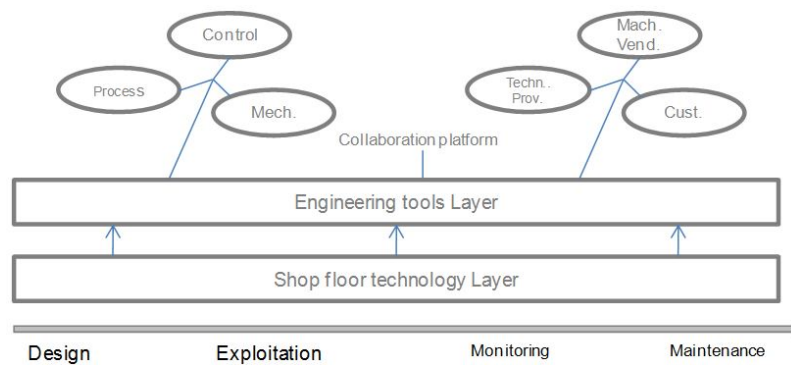 Control
Process
Mech.
Mach.
Vend.
Techn..
Prov.
Cust.
Collaboration platform
Engineering tools Layer
Shop floor technology Layer
Design
Exploitation
Monitoring
Maintenance